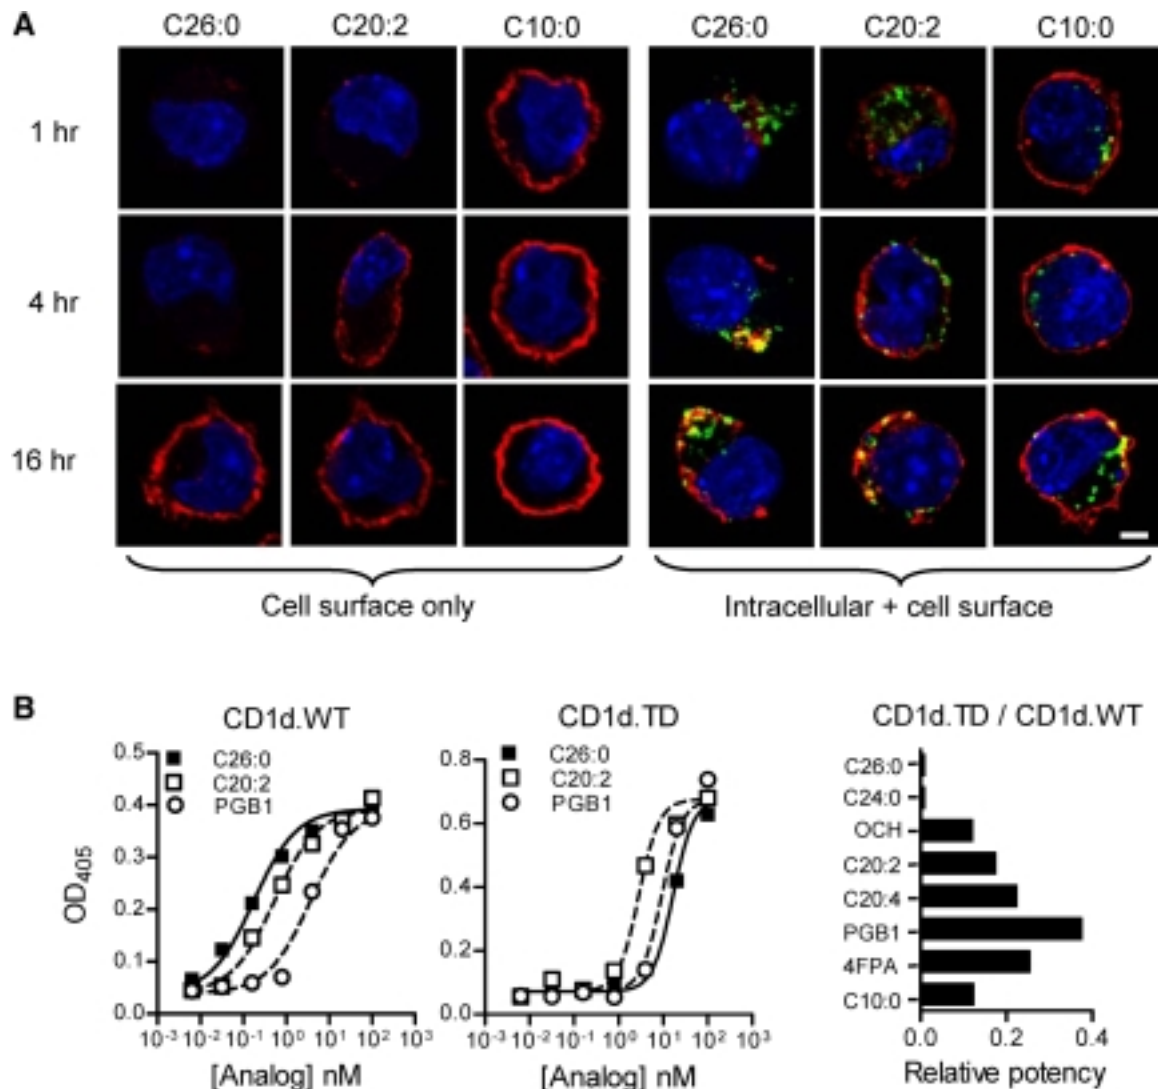 A
C26:0 C20:2 C10:0 C26:0 C20:2 C10:0
1 hr
4 hr
16 hr
Cell surface only Intracellular + cell surface
B
CD1d.WT
C26:0
C20:2
PGB1
OD405
0.5
0.4
0.3
0.2
0.1
0.0
10-3 10-2 10-1 100 101 102 103
[Analog] nM
CD1d.TD
C26:0
C20:2
PGB1
0.8
0.6
0.4
0.2
0.0
10-3 10-2 10-1 100 101 102 103
[Analog] nM
CD1d.TD / CD1d.WT
C26:0
C24:0
OCH
C20:2
C20:4
PGB1
4FPA
C10:0
0.0 0.2 0.4
Relative potency